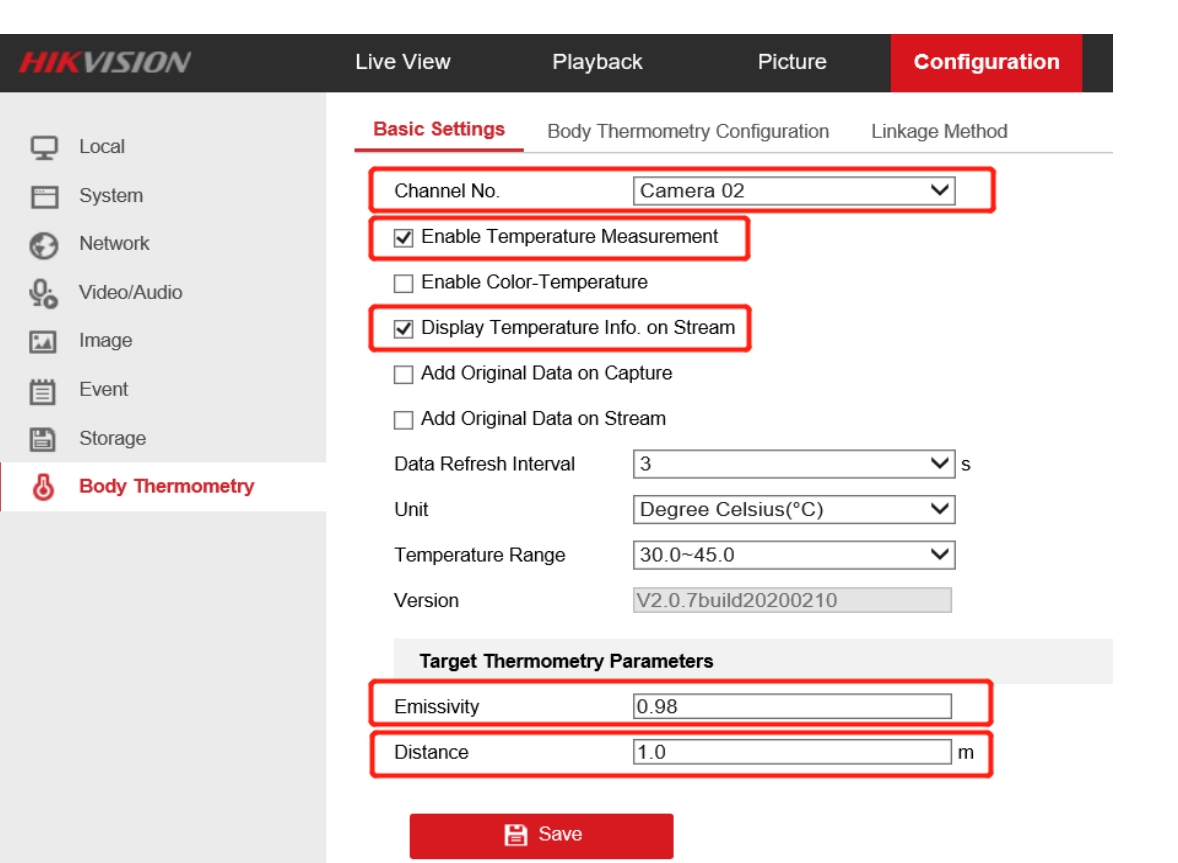 HIKVISION Live View Playback Picture Configuration
Basic Settings Body Thermometry Configuration Linkage Method
Local
System
Network
Video/Audio
Image
Event
Storage
Body Thermometry
Channel No. Camera 02
Enable Temperature Measurement
Enable Color-Temperature
Display Temperature Info. on Stream
Add Original Data on Capture
Add Original Data on Stream
Data Refresh Interval 3 s
Unit Degree Celsius(°C)
Temperature Range 30.0~45.0
Version V2.0.7build20200210
Target Thermometry Parameters
Emissivity 0.98
Distance 1.0 m
Save